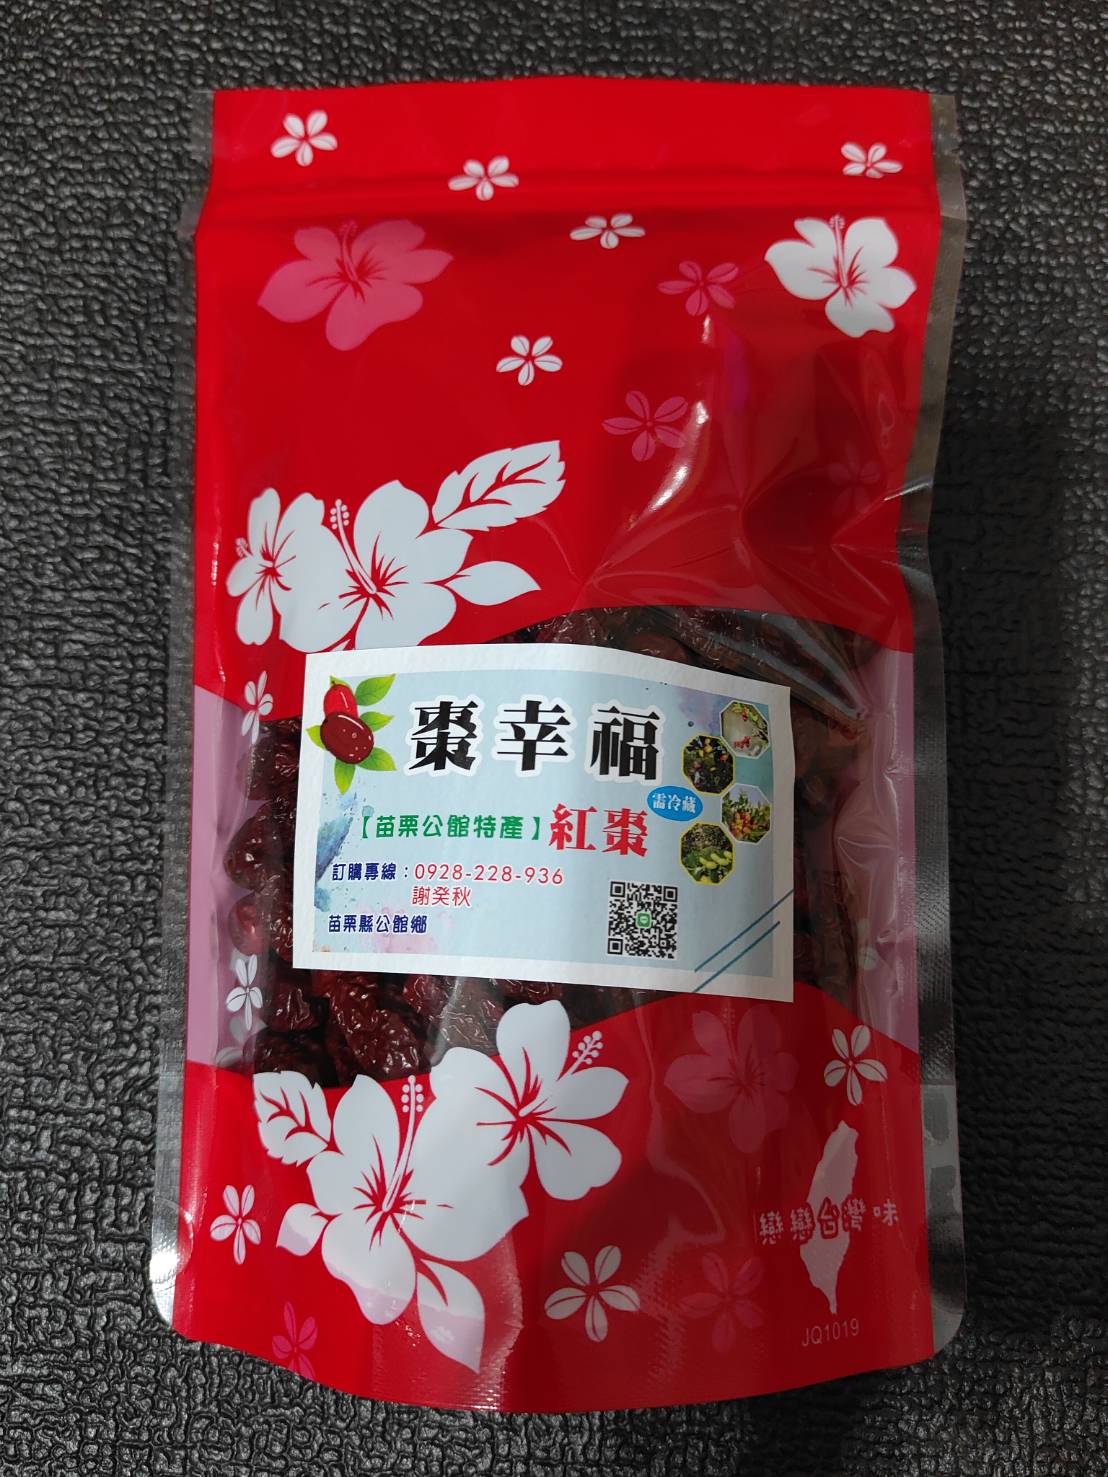 棗幸福
需冷藏
【苗栗公館特產】紅棗
訂購專線：0928-228-936
謝癸秋
苗栗縣公館鄉
戀戀台灣味
JQ1019